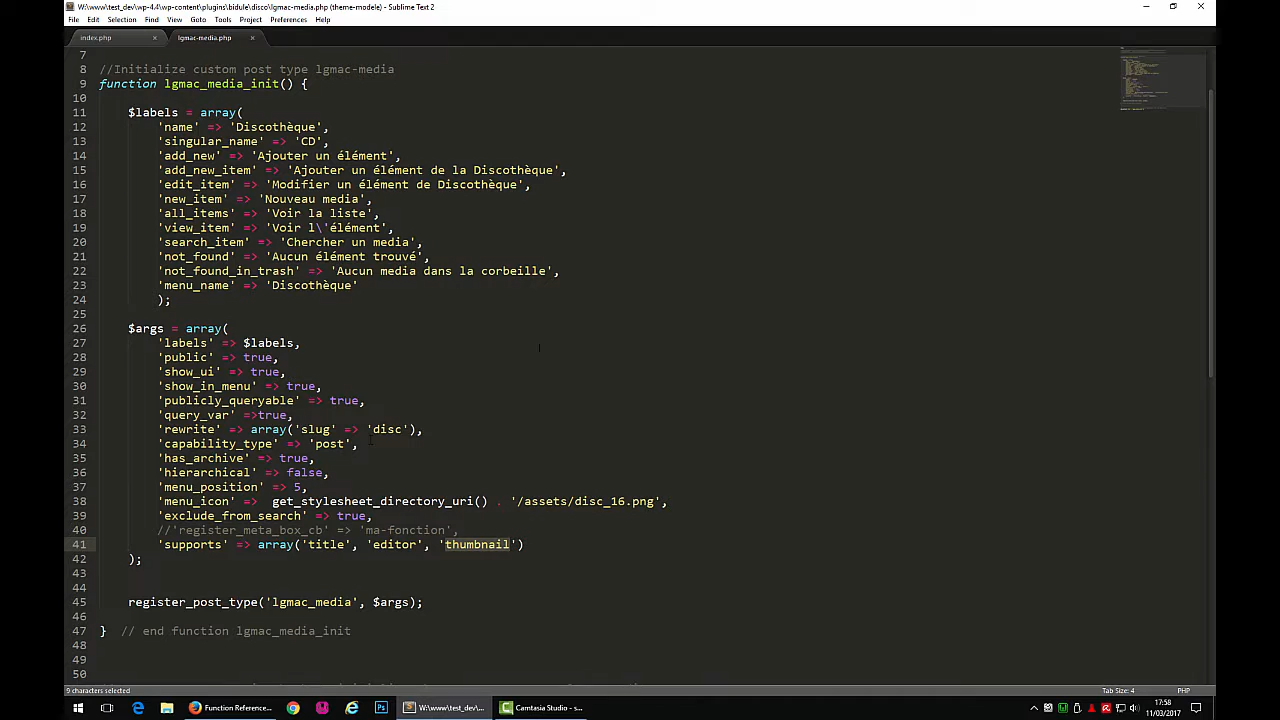 W:\www\test_dev\wp-4.4\wp-content\plugins\bidule\disco\lgmac-media.php (theme-modele) - Sublime Text 2
File Edit Selection Find View Goto Tools Project Preferences Help
index.php × lgmac-media.php ×
7
8 //Initialize custom post type lgmac-media
9 function lgmac_media_init() {
10
11 $labels = array(
12 'name' => 'Discothèque',
13 'singular_name' => 'CD',
14 'add_new' => 'Ajouter un élément',
15 'add_new_item' => 'Ajouter un élément de la Discothèque',
16 'edit_item' => 'Modifier un élément de Discothèque',
17 'new_item' => 'Nouveau media',
18 'all_items' => 'Voir la liste',
19 'view_item' => 'Voir l\'élément',
20 'search_item' => 'Chercher un media',
21 'not_found' => 'Aucun élément trouvé',
22 'not_found_in_trash' => 'Aucun media dans la corbeille',
23 'menu_name' => 'Discothèque'
24 );
25
26 $args = array(
27 'labels' => $labels,
28 'public' => true,
29 'show_ui' => true,
30 'show_in_menu' => true,
31 'publicly_queryable' => true,
32 'query_var' =>true,
33 'rewrite' => array('slug' => 'disc'),
34 'capability_type' => 'post',
35 'has_archive' => true,
36 'hierarchical' => false,
37 'menu_position' => 5,
38 'menu_icon' => get_stylesheet_directory_uri() . '/assets/disc_16.png',
39 'exclude_from_search' => true,
40 //'register_meta_box_cb' => 'ma-fonction',
41 'supports' => array('title', 'editor', 'thumbnail')
42 );
43
44
45 register_post_type('lgmac_media', $args);
46
47 } // end function lgmac_media_init
48
49
50
9 characters selected Tab Size: 4 PHP
Function Reference... W:\www\test_dev\... Camtasia Studio - s... 17:58
11/03/2017